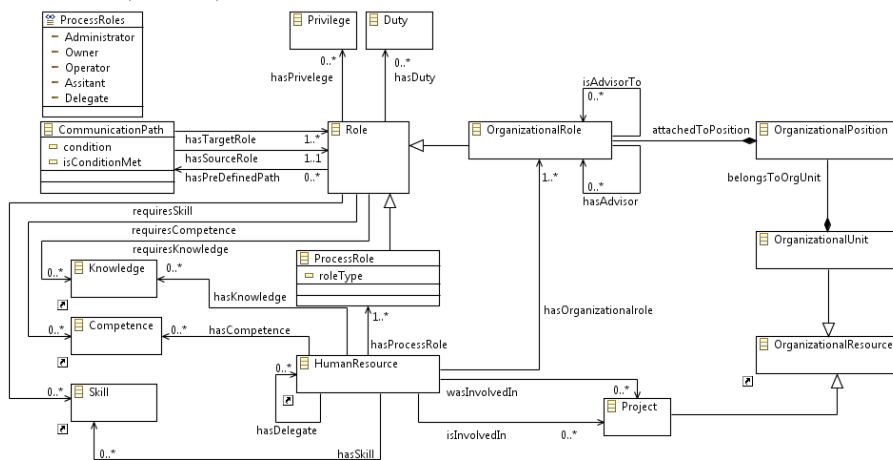 ProcessRoles
Administrator
Owner
Operator
Assitant
Delegate
Privilege
Duty
0..*
hasPrivelege
0..*
hasDuty
CommunicationPath
condition
isConditionMet
hasTargetRole
1..*
hasSourceRole
1..1
hasPreDefinedPath
0..*
Role
OrganizationalRole
isAdvisorTo
0..*
0..*
hasAdvisor
attachedToPosition
OrganizationalPosition
belongsToOrgUnit
OrganizationalUnit
OrganizationalResource
requiresSkill
requiresCompetence
requiresKnowledge
0..*
Knowledge
0..*
hasKnowledge
ProcessRole
roleType
1..*
hasProcessRole
1..*
hasOrganizationalrole
0..*
Competence
0..*
hasCompetence
0..*
Skill
0..*
hasSkill
HumanResource
0..*
hasDelegate
wasInvolvedIn
0..*
isInvolvedIn
0..*
Project